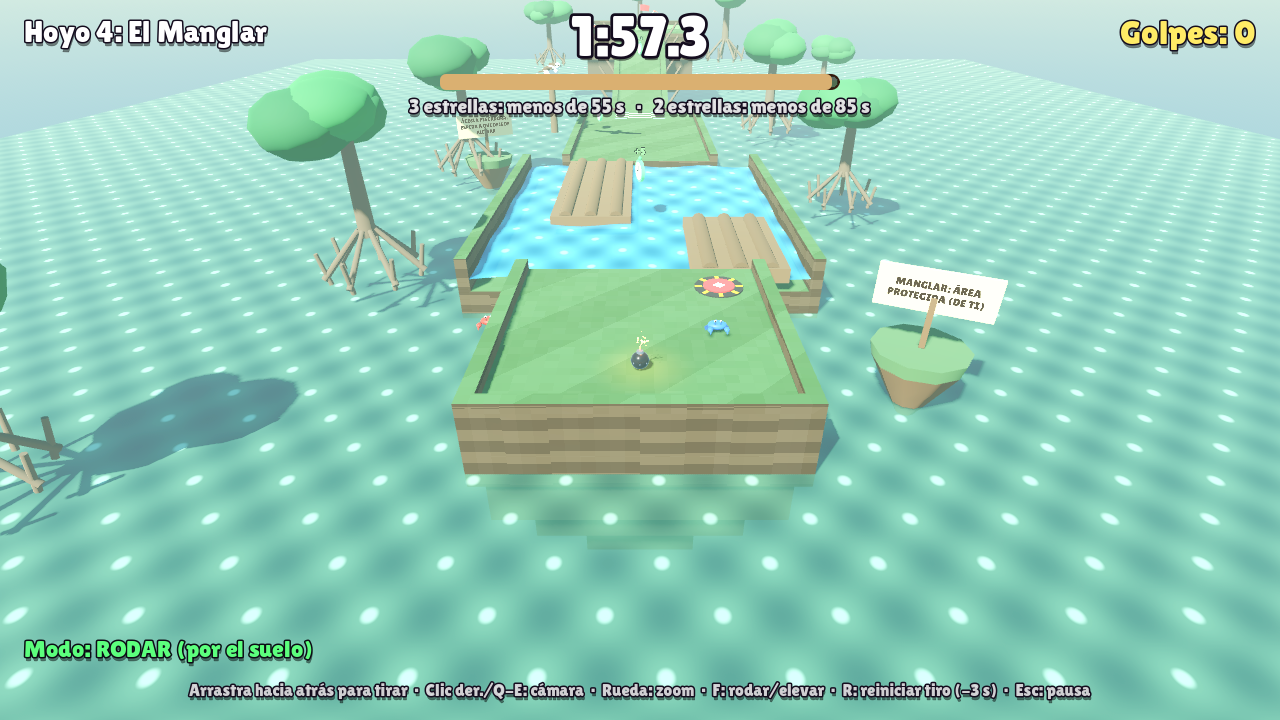 Hoyo 4: El Manglar
1:57.3
Golpes: 0
3 estrellas: menos de 55 s · 2 estrellas: menos de 85 s
MANGLAR: ÁREA
PROTEGIDA (DE TI)
Modo: RODAR (por el suelo)
Arrastra hacia atrás para tirar · Clic der./Q-E: cámara · Rueda: zoom · F: rodar/elevar · R: reiniciar tiro (-3 s) · Esc: pausa